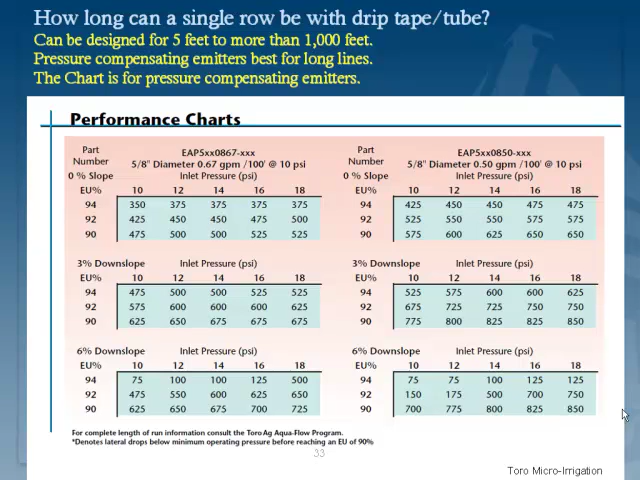 How long can a single row be with drip tape/tube?
Can be designed for 5 feet to more than 1,000 feet.
Pressure compensating emitters best for long lines.
The Chart is for pressure compensating emitters.
Performance Charts
Part Number EAP5xx0867-xxx
5/8" Diameter 0.67 gpm /100' @ 10 psi
0 % Slope Inlet Pressure (psi)
EU% 10 12 14 16 18
94 350 375 375 375 375
92 425 450 450 475 500
90 475 500 500 525 525
3% Downslope Inlet Pressure (psi)
EU% 10 12 14 16 18
94 475 500 500 525 525
92 575 600 600 600 625
90 625 650 675 675 675
6% Downslope Inlet Pressure (psi)
EU% 10 12 14 16 18
94 75 100 100 125 500
92 475 550 600 625 650
90 625 650 675 700 725
Part Number EAP5xx0850-xxx
5/8" Diameter 0.50 gpm /100' @ 10 psi
0 % Slope Inlet Pressure (psi)
EU% 10 12 14 16 18
94 425 450 450 475 475
92 525 550 550 575 575
90 575 600 625 650 650
3% Downslope Inlet Pressure (psi)
EU% 10 12 14 16 18
94 525 575 600 600 625
92 675 725 725 750 750
90 775 800 825 825 850
6% Downslope Inlet Pressure (psi)
EU% 10 12 14 16 18
94 75 75 100 125 125
92 150 175 500 700 750
90 700 775 800 825 850
For complete length of run information consult the Toro Ag Aqua-Flow Program.
*Denotes lateral drops below minimum operating pressure before reaching an EU of 90%
33
Toro Micro-Irrigation